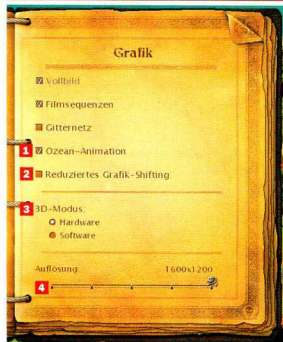 Grafik
Vollbild
Filmsequenzen
Gitternetz
1 Ozean-Animation
2 Reduziertes Grafik-Shifting
3 3D-Modus:
Hardware
Software
Auflösung: 1600x1200
4